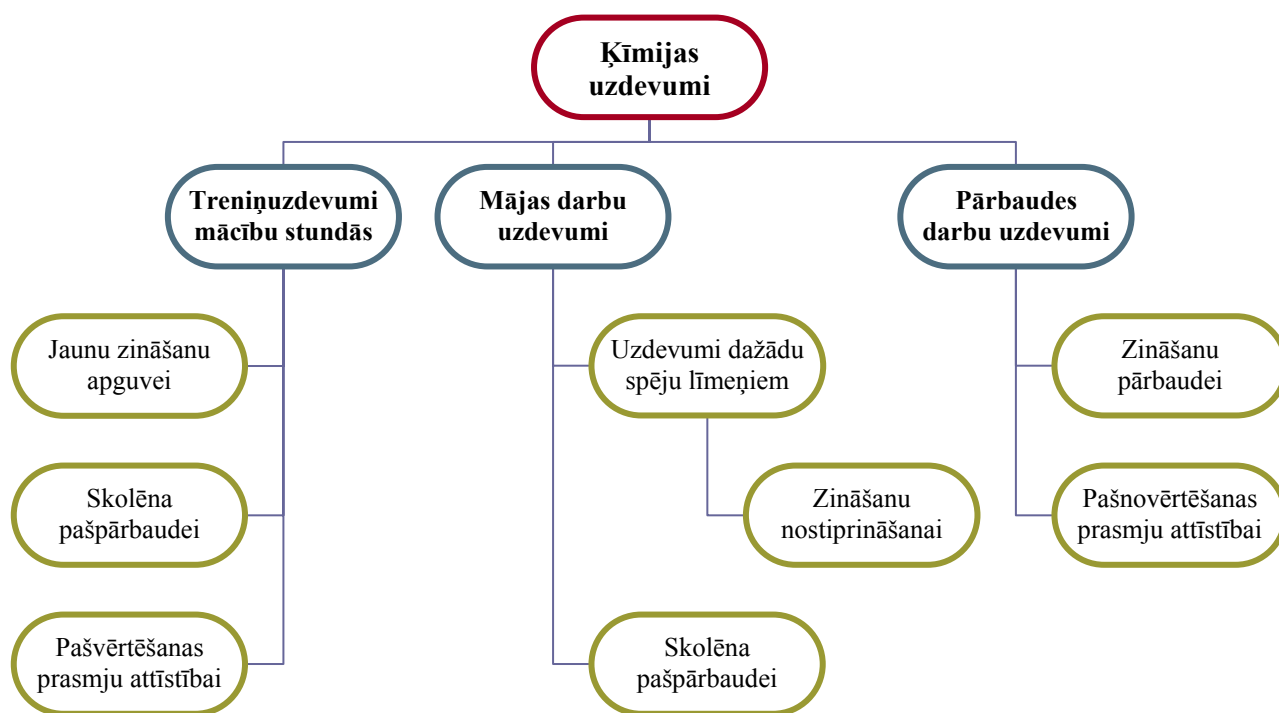 Ķīmijas
uzdevumi
Treniņuzdevumi
mācību stundās
Mājas darbu
uzdevumi
Pārbaudes
darbu uzdevumi
Jaunu zināšanu
apguvei
Uzdevumi dažādu
spēju līmeņiem
Zināšanu
pārbaudei
Skolēna
pašpārbaudei
Zināšanu
nostiprināšanai
Pašnovērtēšanas
prasmju attīstībai
Pašvērtēšanas
prasmju attīstībai
Skolēna
pašpārbaudei